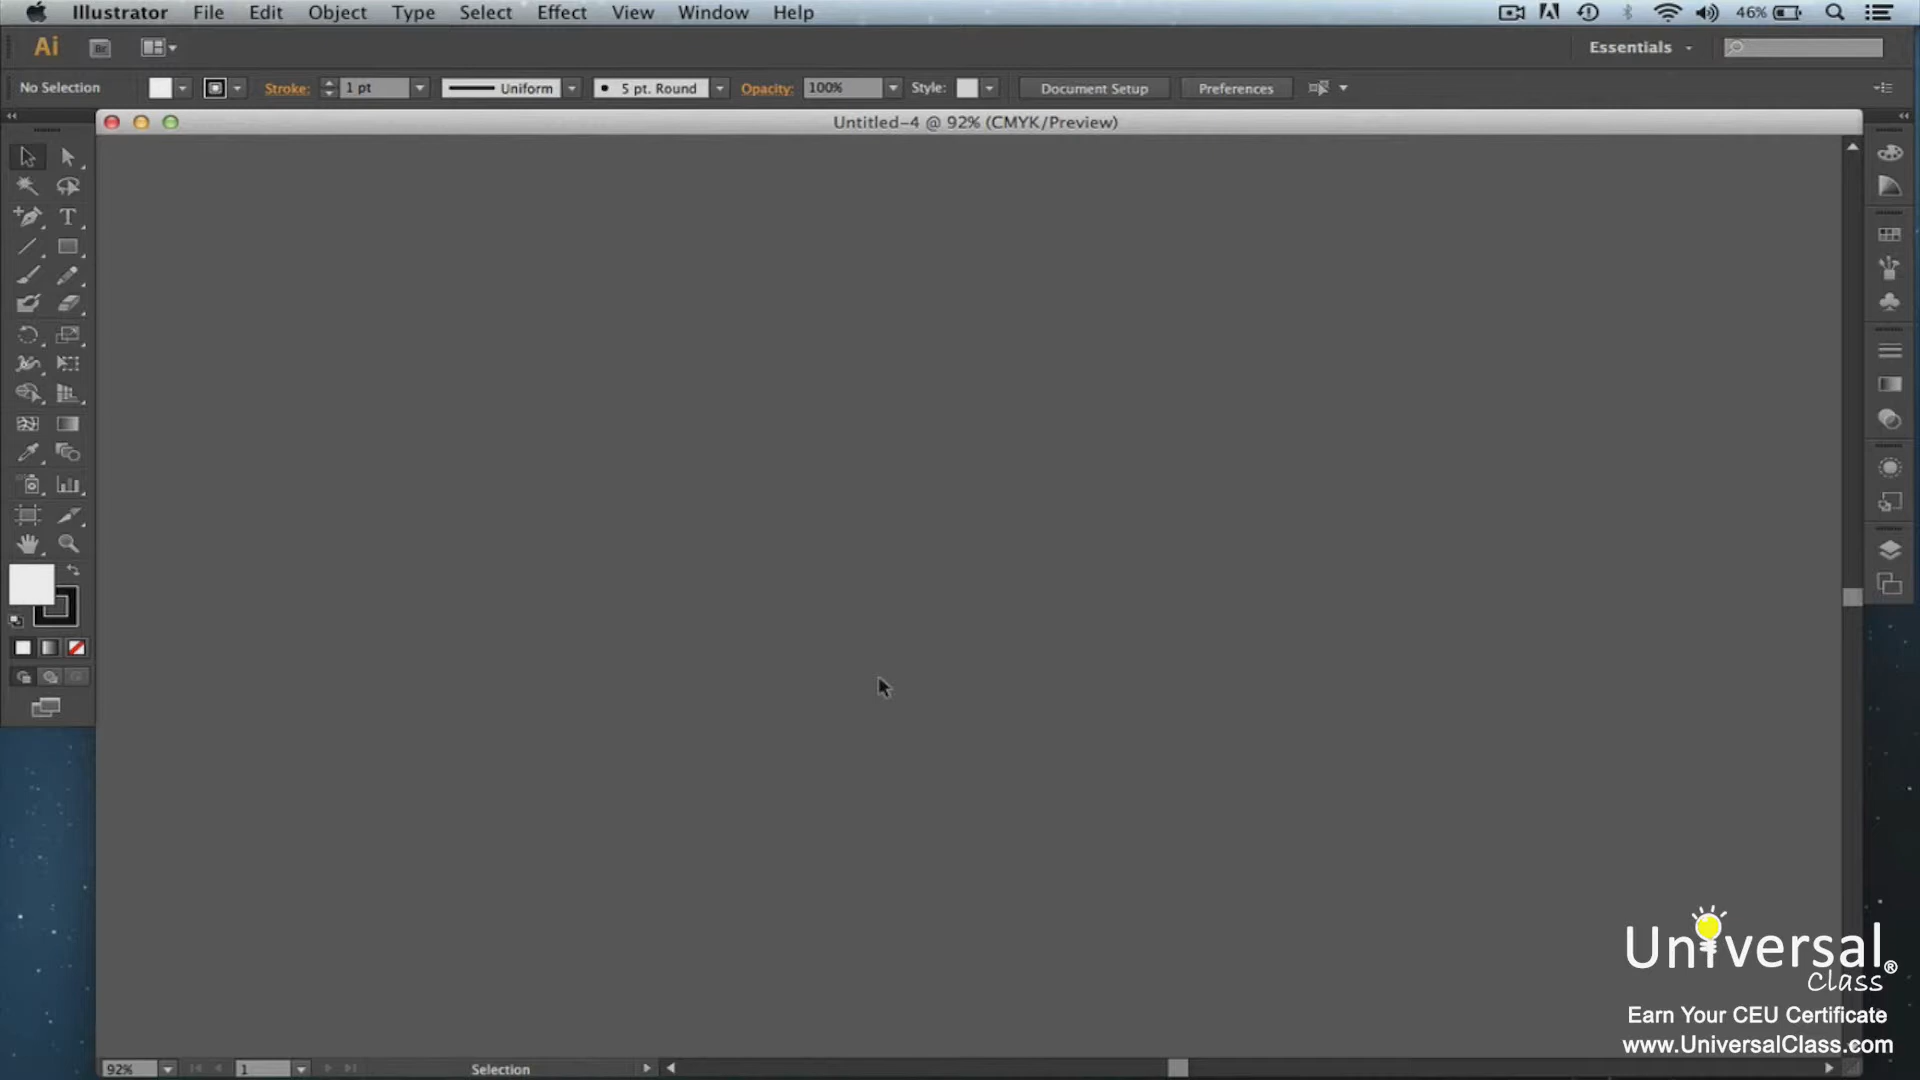 Illustrator File Edit Object Type Select Effect View Window Help 46%
Ai Br Essentials
No Selection Stroke: 1 pt Uniform 5 pt. Round Opacity: 100% Style: Document Setup Preferences
Untitled-4 @ 92% (CMYK/Preview)
T
Universal®
Class
Earn Your CEU Certificate
www.UniversalClass.com
92% 1 Selection